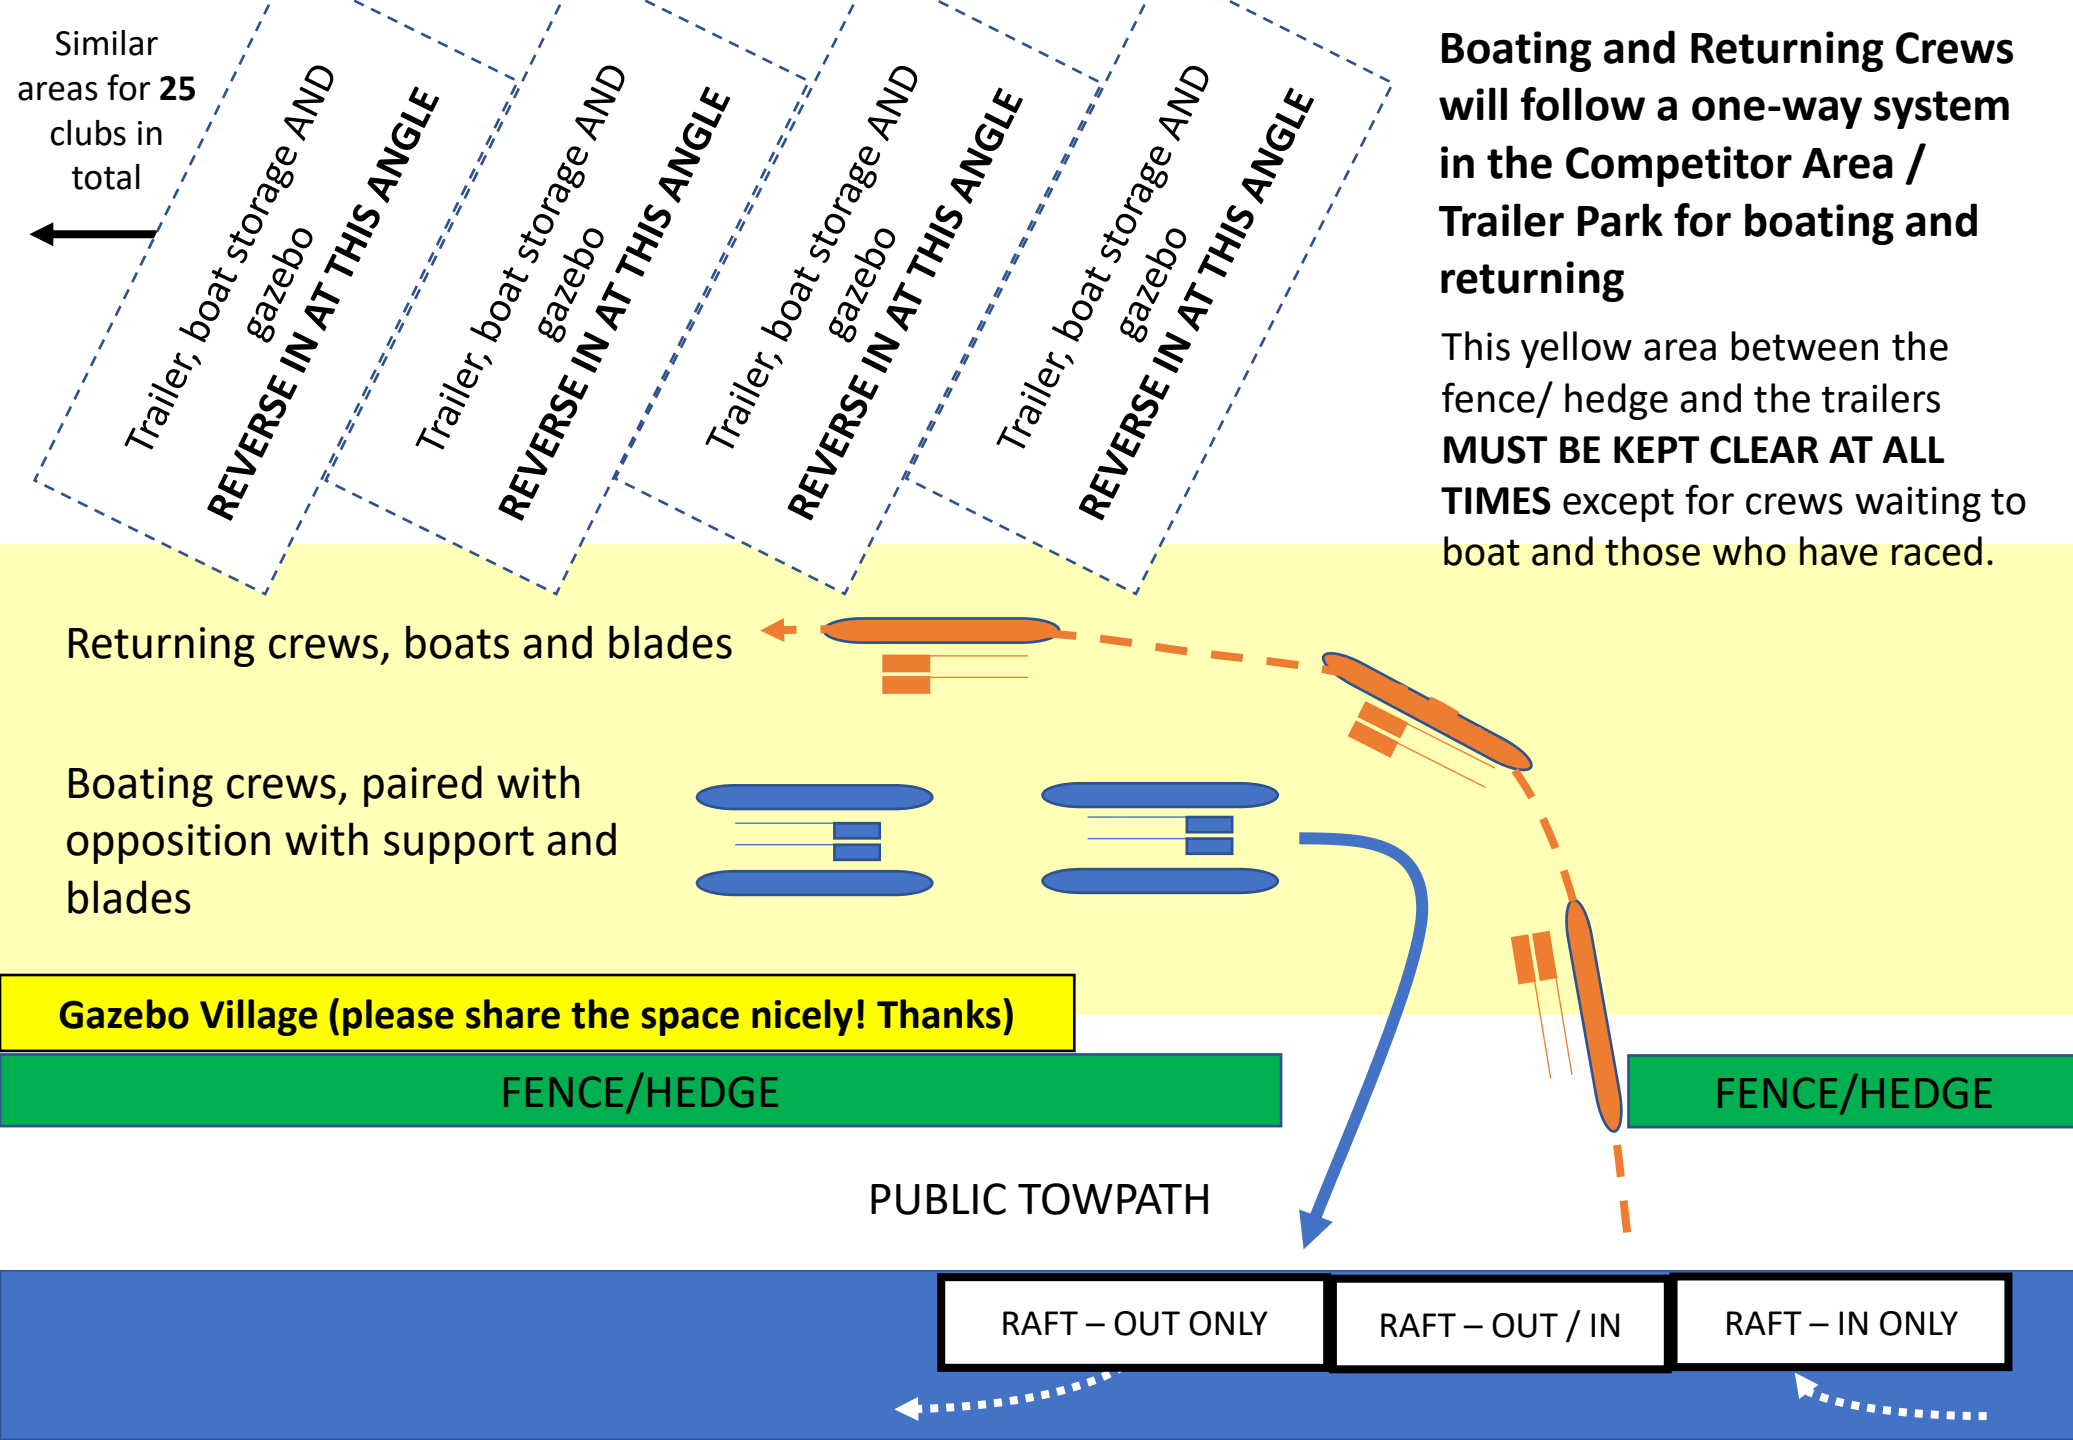 Similar
areas for 25
clubs in
total
Trailer, boat storage AND
gazebo
REVERSE IN AT THIS ANGLE
Trailer, boat storage AND
gazebo
REVERSE IN AT THIS ANGLE
Trailer, boat storage AND
gazebo
REVERSE IN AT THIS ANGLE
Trailer, boat storage AND
gazebo
REVERSE IN AT THIS ANGLE
Boating and Returning Crews
will follow a one-way system
in the Competitor Area /
Trailer Park for boating and
returning
This yellow area between the
fence/ hedge and the trailers
MUST BE KEPT CLEAR AT ALL
TIMES except for crews waiting to
boat and those who have raced.
Returning crews, boats and blades
Boating crews, paired with
opposition with support and
blades
Gazebo Village (please share the space nicely! Thanks)
FENCE/HEDGE
FENCE/HEDGE
PUBLIC TOWPATH
RAFT – OUT ONLY
RAFT – OUT / IN
RAFT – IN ONLY